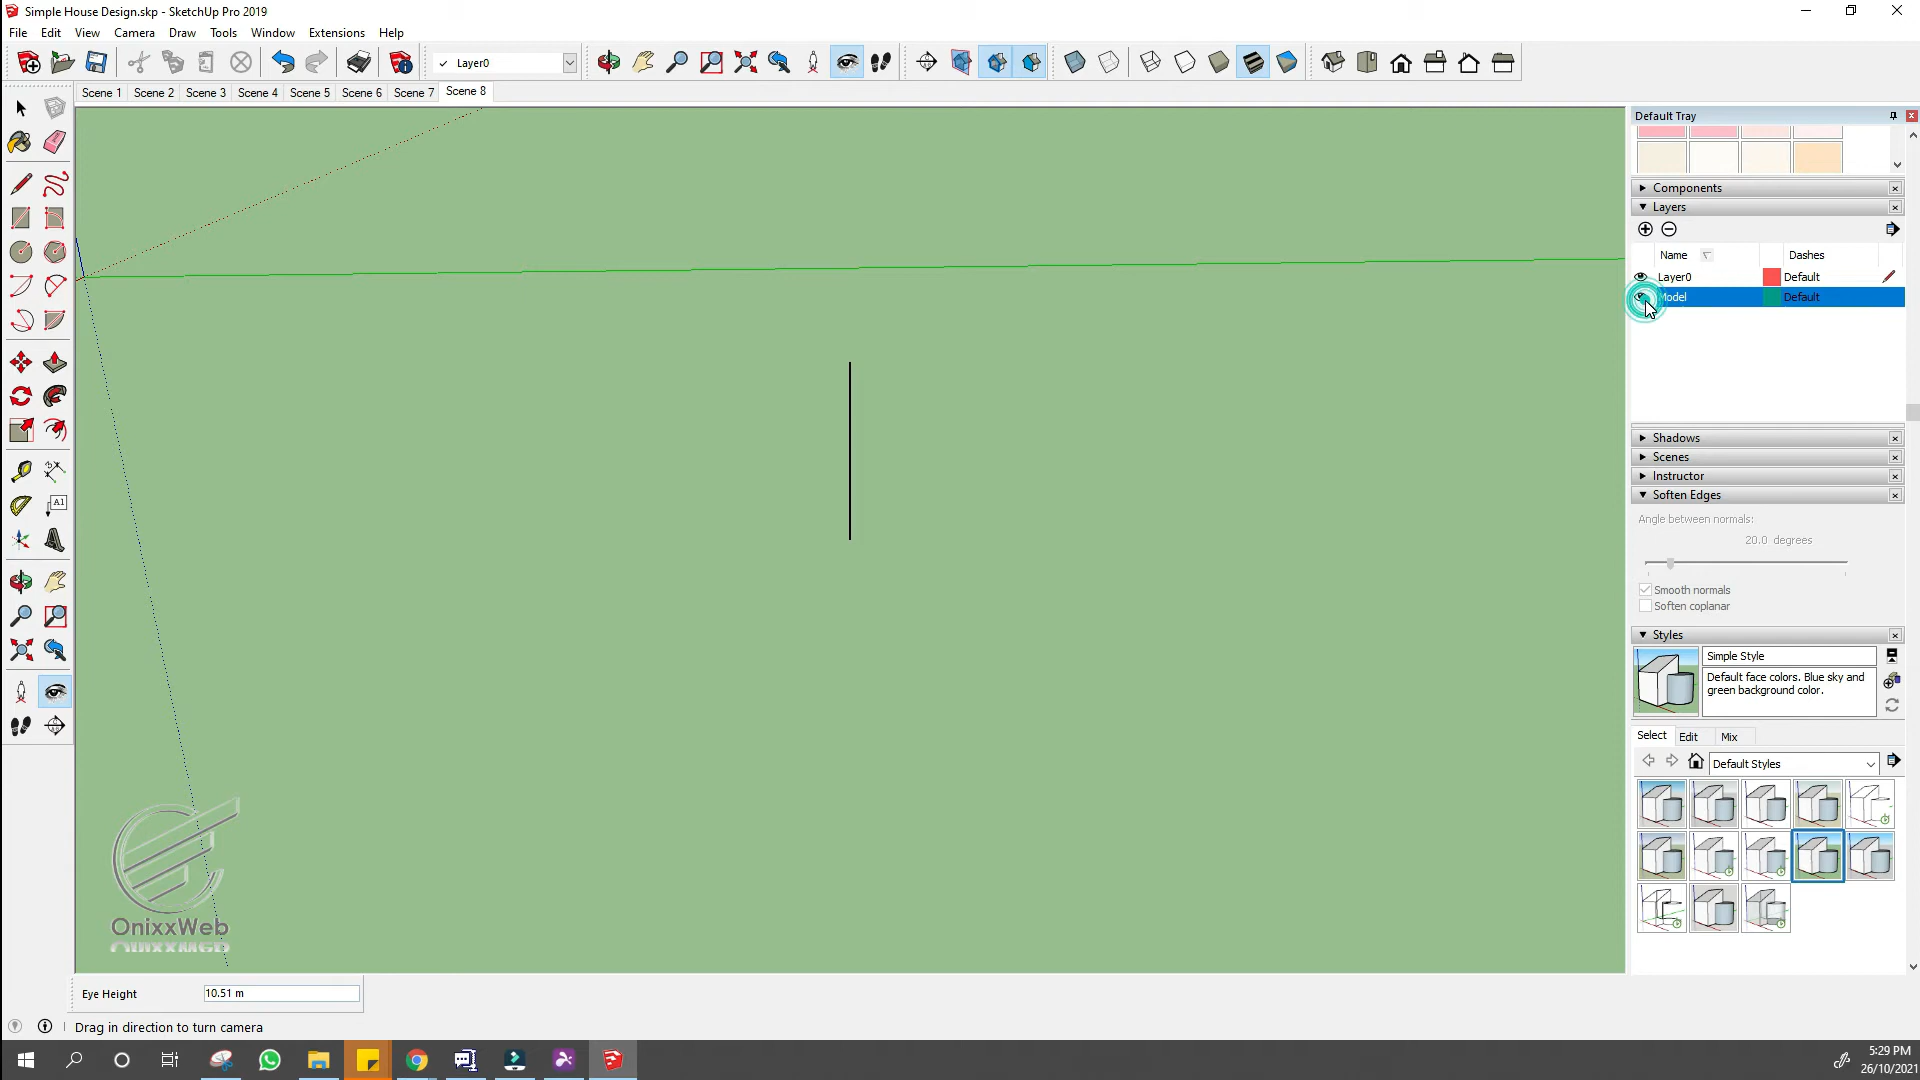 Simple House Design.skp - SketchUp Pro 2019
File Edit View Camera Draw Tools Window Extensions Help
Layer0
Scene 1 Scene 2 Scene 3 Scene 4 Scene 5 Scene 6 Scene 7 Scene 8
Default Tray
Components
Layers
Name Dashes
Layer0 Default
Model Default
Shadows
Scenes
Instructor
Soften Edges
Angle between normals:
20.0 degrees
Smooth normals
Soften coplanar
Styles
Simple Style
Default face colors. Blue sky and
green background color.
Select Edit Mix
Default Styles
A1
OnixxWeb
Eye Height 10.51 m
Drag in direction to turn camera
5:29 PM
26/10/2021